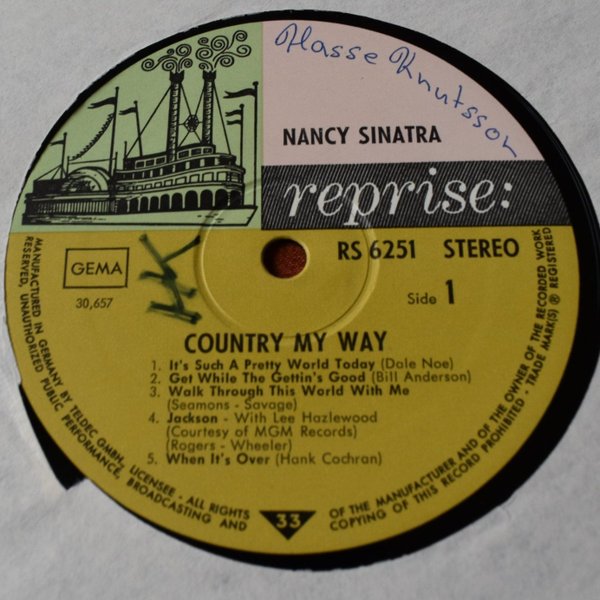 Hasse Knutsson
NANCY SINATRA
reprise:
RS 6251 STEREO
GEMA
30,657
HK
Side 1
COUNTRY MY WAY
1. It's Such A Pretty World Today (Dale Noe)
2. Get While The Gettin's Good (Bill Anderson)
3. Walk Through This World With Me
(Seamons - Savage)
4. Jackson - With Lee Hazlewood
(Courtesy of MGM Records)
(Rogers - Wheeler)
5. When It's Over (Hank Cochran)
33
MANUFACTURED IN GERMANY BY TELDEC GMBH, LICENSEE - ALL RIGHTS OF THE MANUFACTURER AND OF THE OWNER OF THE RECORDED WORK
RESERVED. UNAUTHORIZED PUBLIC PERFORMANCE, BROADCASTING AND COPYING OF THIS RECORD PROHIBITED - TRADE MARK(S) ® REGISTERED